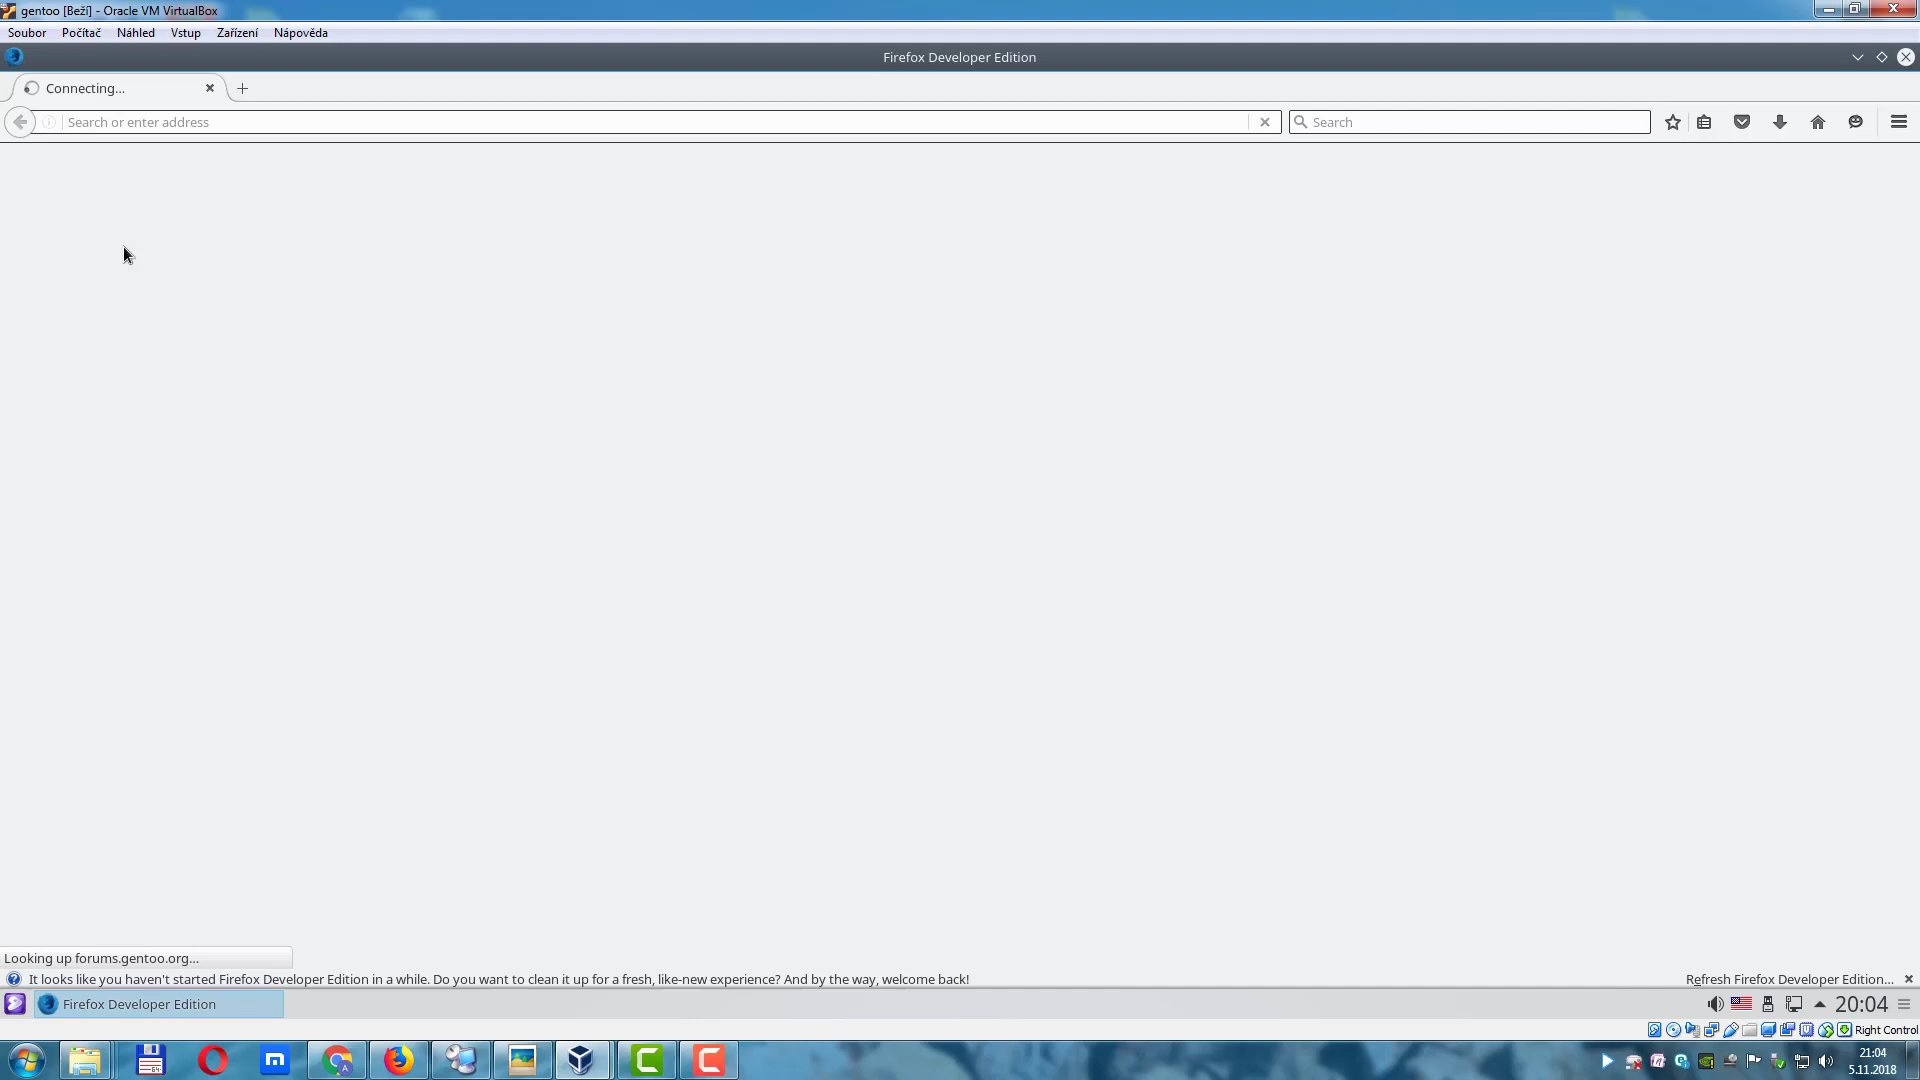 gentoo [Beží] - Oracle VM VirtualBox
Soubor Počítač Náhled Vstup Zařízení Nápověda
Firefox Developer Edition
Connecting...
Search or enter address
Search
Looking up forums.gentoo.org...
It looks like you haven't started Firefox Developer Edition in a while. Do you want to clean it up for a fresh, like-new experience? And by the way, welcome back!
Refresh Firefox Developer Edition...
Firefox Developer Edition
20:04
Right Control
64
A
21:04
5.11.2018